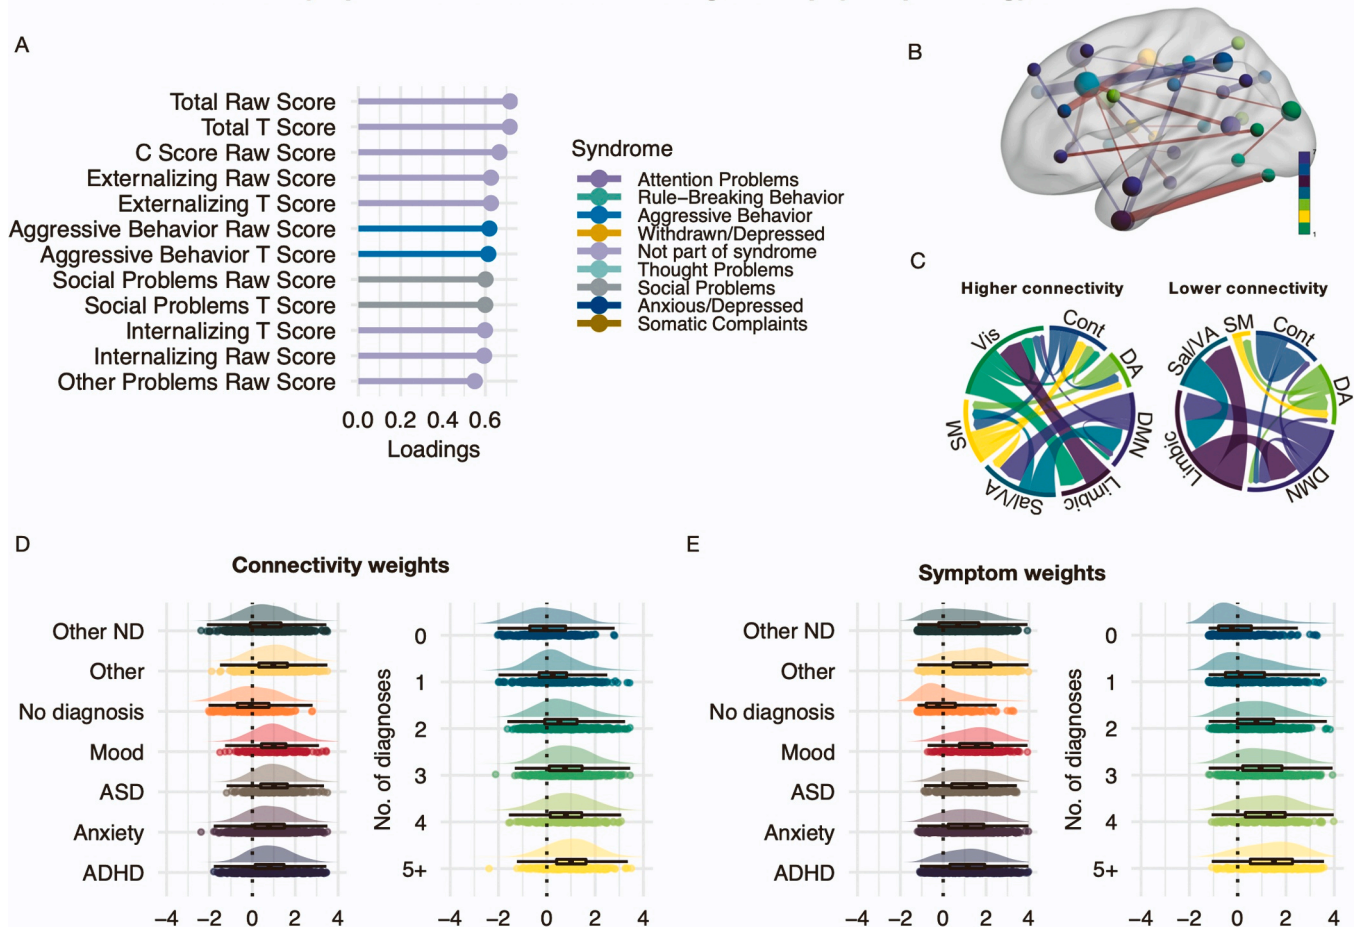 A
Total Raw Score
Total T Score
C Score Raw Score
Externalizing Raw Score
Externalizing T Score
Aggressive Behavior Raw Score
Aggressive Behavior T Score
Social Problems Raw Score
Social Problems T Score
Internalizing T Score
Internalizing Raw Score
Other Problems Raw Score
0.0 0.2 0.4 0.6
Loadings
Syndrome
Attention Problems
Rule−Breaking Behavior
Aggressive Behavior
Withdrawn/Depressed
Not part of syndrome
Thought Problems
Social Problems
Anxious/Depressed
Somatic Complaints
B
7
1
C
Higher connectivity
Vis
Cont
DA
DMN
Limbic
Sal/VA
SM
Lower connectivity
SM
Cont
DA
DMN
Limbic
Sal/VA
D
Connectivity weights
Other ND
Other
No diagnosis
Mood
ASD
Anxiety
ADHD
−4 −2 0 2 4
No. of diagnoses
0
1
2
3
4
5+
−4 −2 0 2 4
E
Symptom weights
Other ND
Other
No diagnosis
Mood
ASD
Anxiety
ADHD
−4 −2 0 2 4
No. of diagnoses
0
1
2
3
4
5+
−4 −2 0 2 4